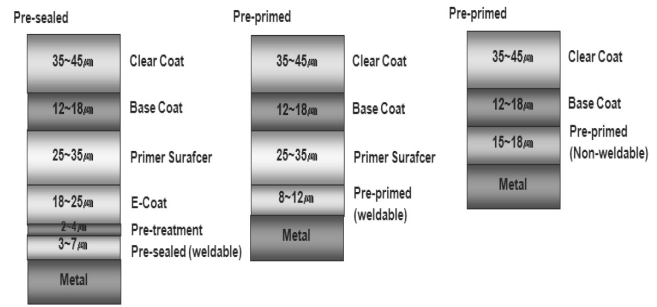 Pre-sealed
35~45㎛ Clear Coat
12~18㎛ Base Coat
25~35㎛ Primer Surafcer
18~25㎛ E-Coat
2~4㎛ Pre-treatment
3~7㎛ Pre-sealed (weldable)
Metal
Pre-primed
35~45㎛ Clear Coat
12~18㎛ Base Coat
25~35㎛ Primer Surafcer
8~12㎛ Pre-primed
(weldable)
Metal
Pre-primed
35~45㎛ Clear Coat
12~18㎛ Base Coat
15~18㎛ Pre-primed
(Non-weldable)
Metal